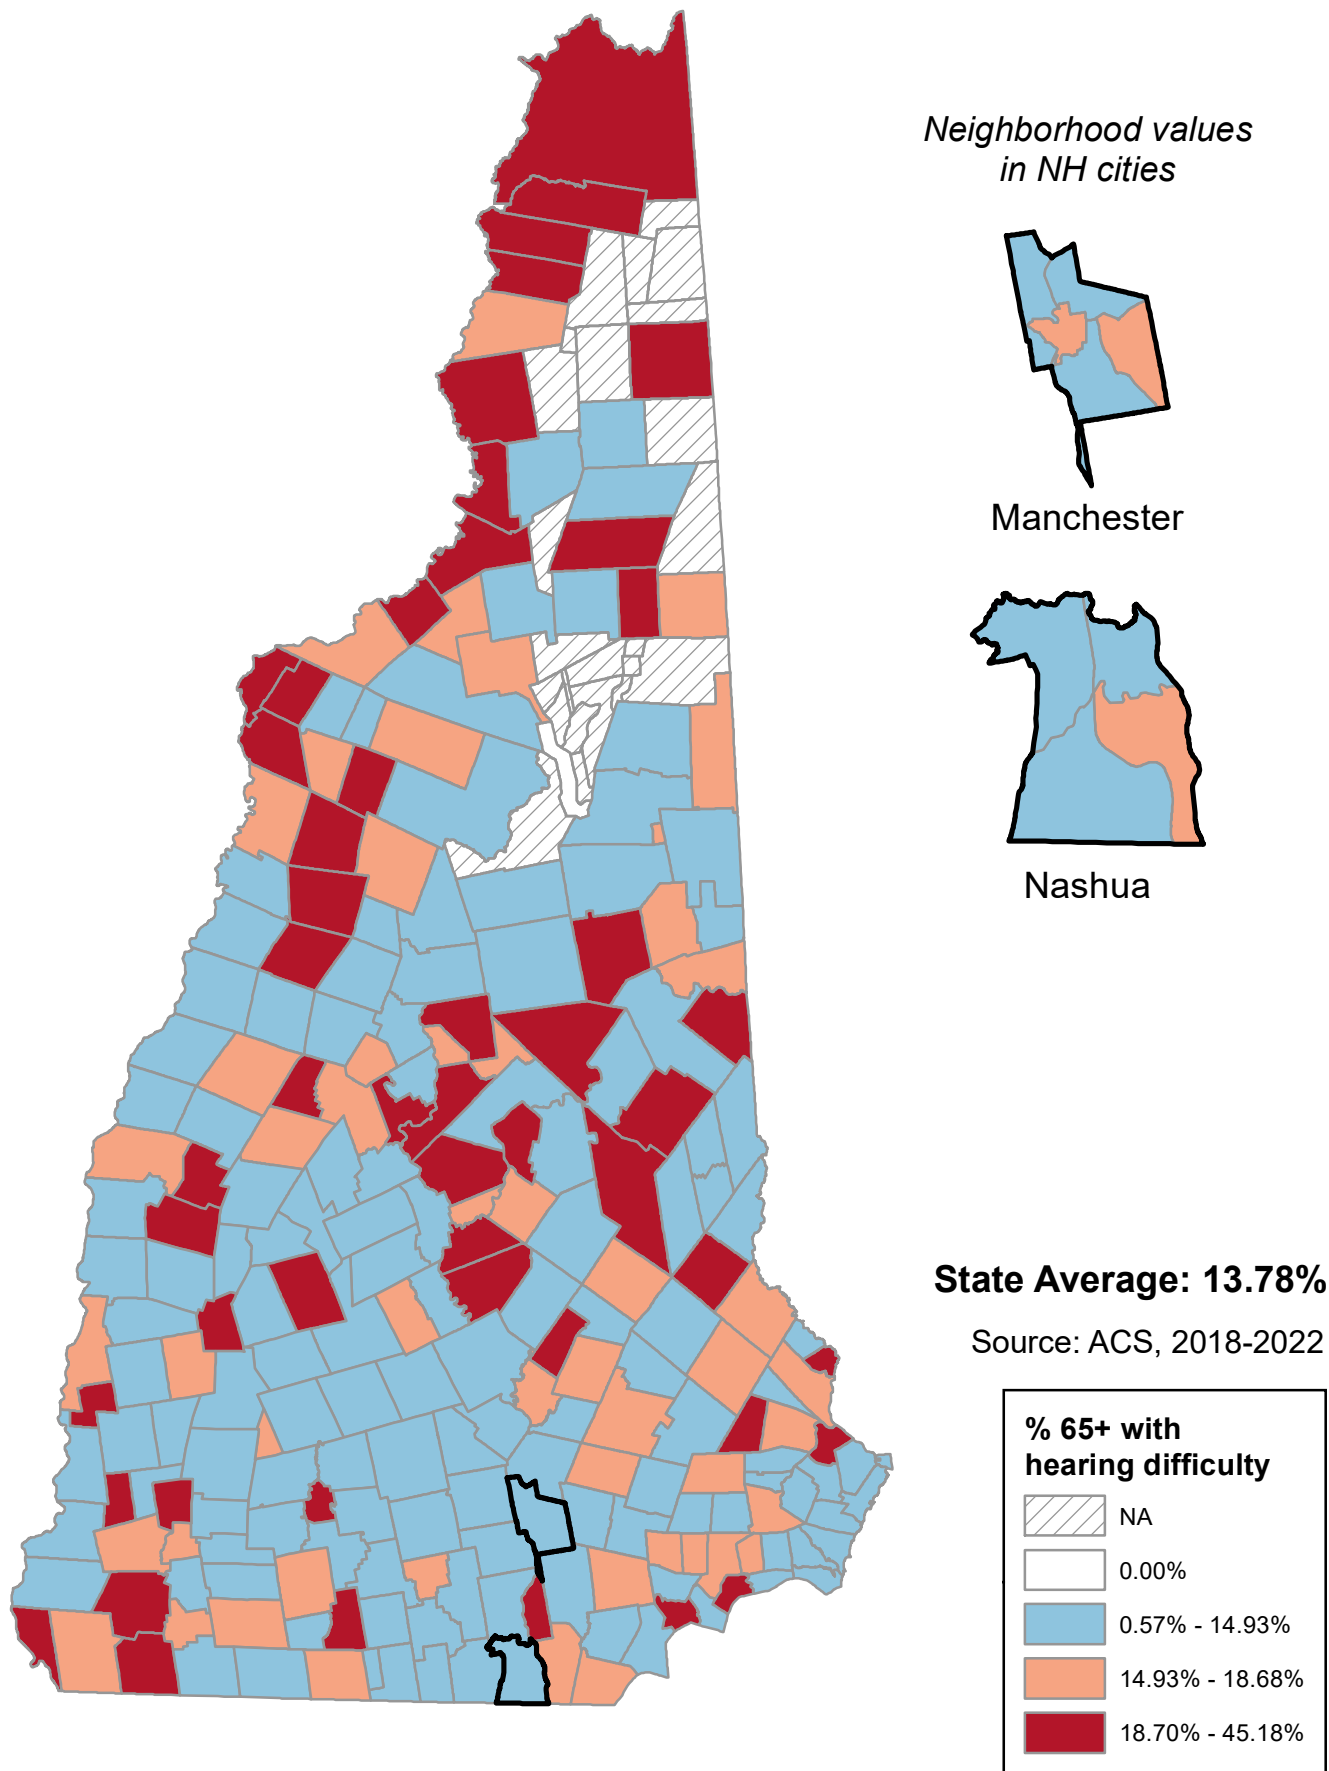 Neighborhood values
in NH cities
Manchester
Nashua
State Average: 13.78%
Source: ACS, 2018-2022
% 65+ with
hearing difficulty
NA
0.00%
0.57% - 14.93%
14.93% - 18.68%
18.70% - 45.18%